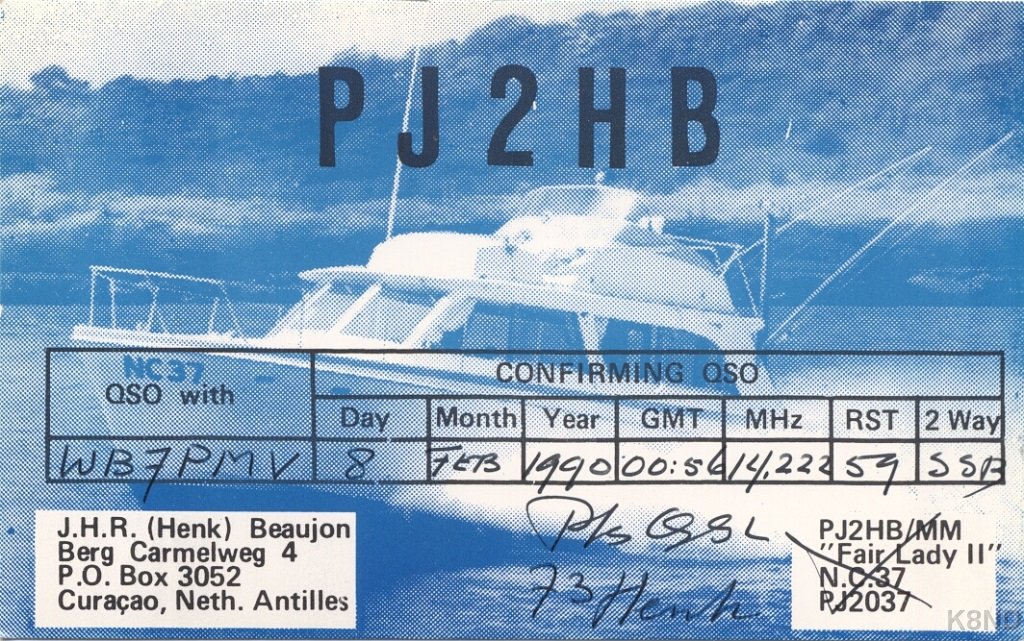 PJ2HB
NC37
QSO with
CONFIRMING QSO
Day Month Year GMT MHz RST 2 Way
WB7PMV 8 FEB 1990 00:56 14.222 59 SSB
J.H.R. (Henk) Beaujon
Berg Carmelweg 4
P.O. Box 3052
Curaçao, Neth. Antilles
Pls QSL
73 Henk
PJ2HB/MM
"Fair Lady II"
N.C.37
PJ2037
K8ND